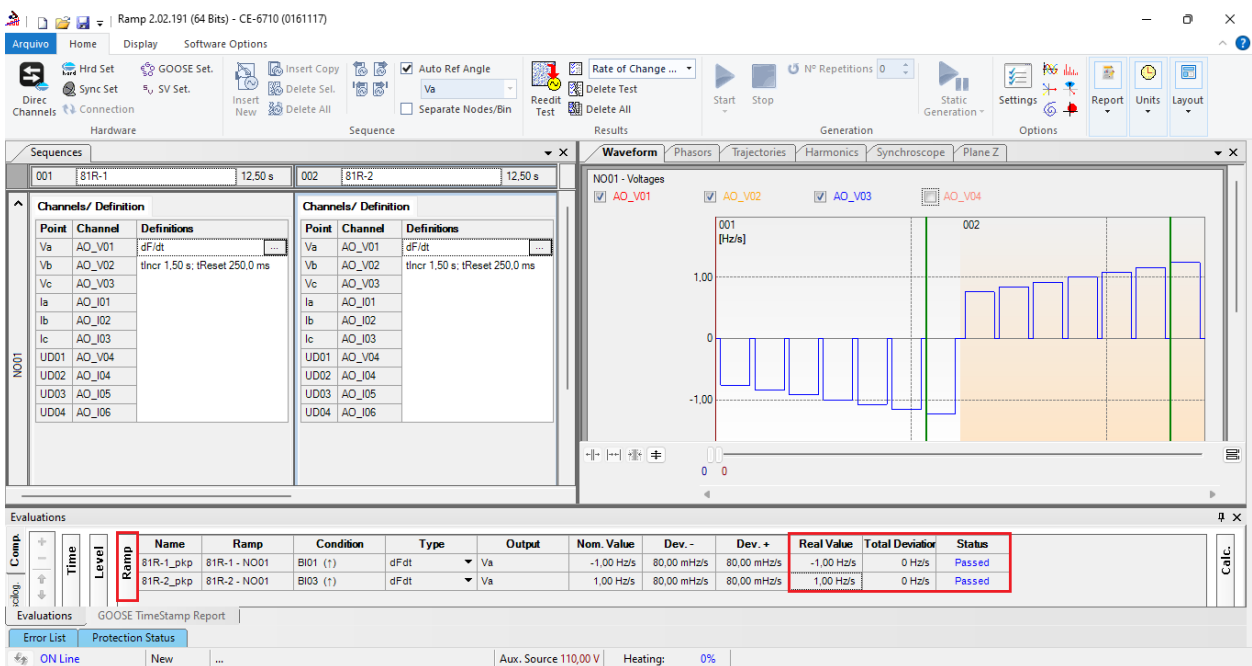 Ramp 2.02.191 (64 Bits) - CE-6710 (0161117)
Arquivo Home Display Software Options
Direc Channels
Hrd Set
Sync Set
Connection
GOOSE Set.
SV Set.
Hardware
Insert New
Insert Copy
Delete Sel.
Delete All
Auto Ref Angle
Va
Separate Nodes/Bin
Sequence
Reedit Test
Rate of Change ...
Delete Test
Delete All
Results
Start Stop
Nº Repetitions 0
Static Generation
Generation
Settings
Options
Report Units Layout
Sequences
001 81R-1 12,50 s 002 81R-2 12,50 s
NO01
Channels/ Definition
Point Channel Definitions
Va AO_V01 dF/dt ...
Vb AO_V02 tIncr 1,50 s; tReset 250,0 ms
Vc AO_V03
Ia AO_I01
Ib AO_I02
Ic AO_I03
UD01 AO_V04
UD02 AO_I04
UD03 AO_I05
UD04 AO_I06
Channels/ Definition
Point Channel Definitions
Va AO_V01 dF/dt ...
Vb AO_V02 tIncr 1,50 s; tReset 250,0 ms
Vc AO_V03
Ia AO_I01
Ib AO_I02
Ic AO_I03
UD01 AO_V04
UD02 AO_I04
UD03 AO_I05
UD04 AO_I06
Waveform Phasors Trajectories Harmonics Synchroscope Plane Z
NO01 - Voltages
AO_V01 AO_V02 AO_V03 AO_V04
001 002
[Hz/s]
1,00
0
-1,00
0 0
Evaluations
Comp.
Time
Level
Ramp
Calc.
Name Ramp Condition Type Output Nom. Value Dev. - Dev. + Real Value Total Deviation Status
81R-1_pkp 81R-1 - NO01 BI01 (↑) dFdt Va -1,00 Hz/s 80,00 mHz/s 80,00 mHz/s -1,00 Hz/s 0 Hz/s Passed
81R-2_pkp 81R-2 - NO01 BI03 (↑) dFdt Va 1,00 Hz/s 80,00 mHz/s 80,00 mHz/s 1,00 Hz/s 0 Hz/s Passed
Evaluations GOOSE TimeStamp Report
Error List Protection Status
ON Line New ... Aux. Source 110,00 V Heating: 0%